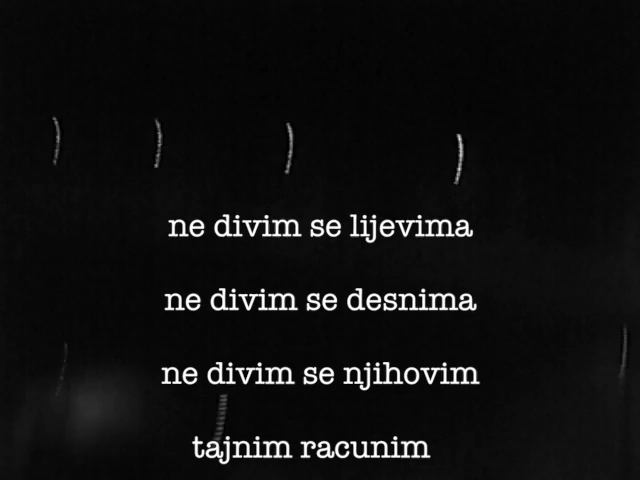 ne divim se lijevima
ne divim se desnima
ne divim se njihovim
tajnim racunim